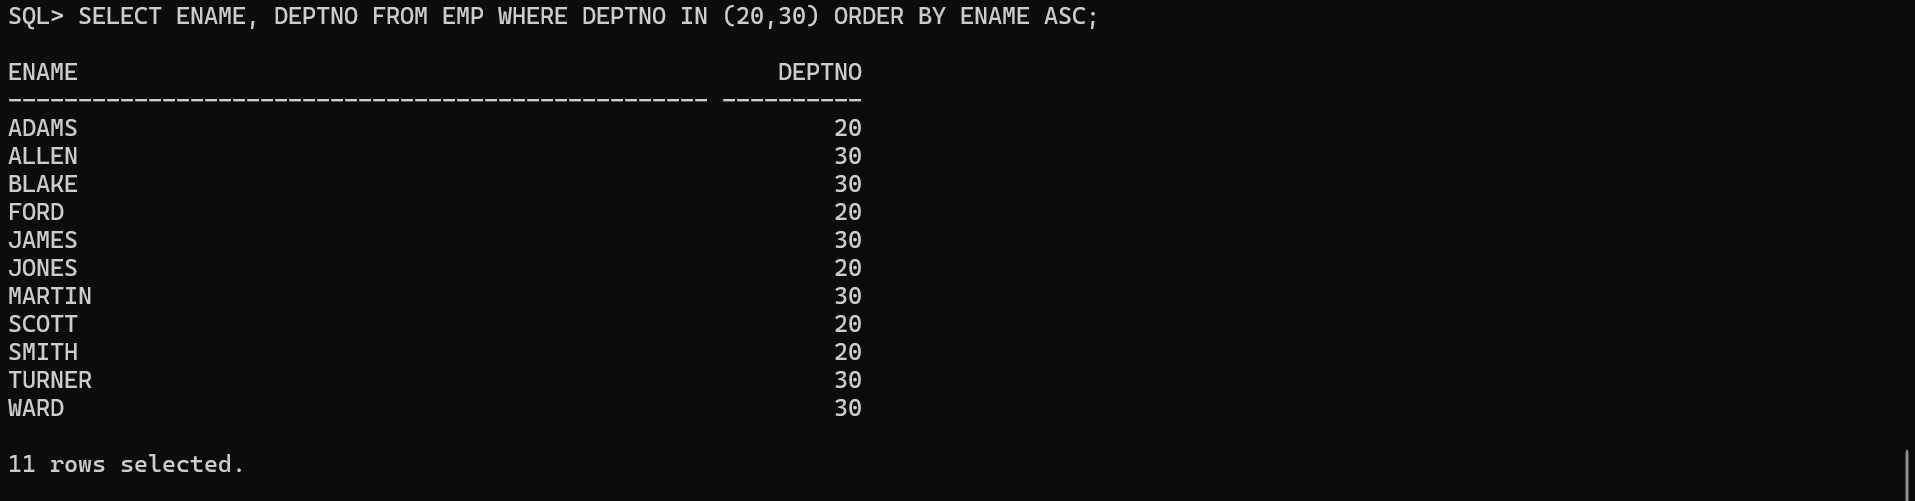 SQL> SELECT ENAME, DEPTNO FROM EMP WHERE DEPTNO IN (20,30) ORDER BY ENAME ASC;
ENAME                                                  DEPTNO
-------------------------------------------------- ----------
ADAMS                                                      20
ALLEN                                                      30
BLAKE                                                      30
FORD                                                       20
JAMES                                                      30
JONES                                                      20
MARTIN                                                     30
SCOTT                                                      20
SMITH                                                      20
TURNER                                                     30
WARD                                                       30
11 rows selected.